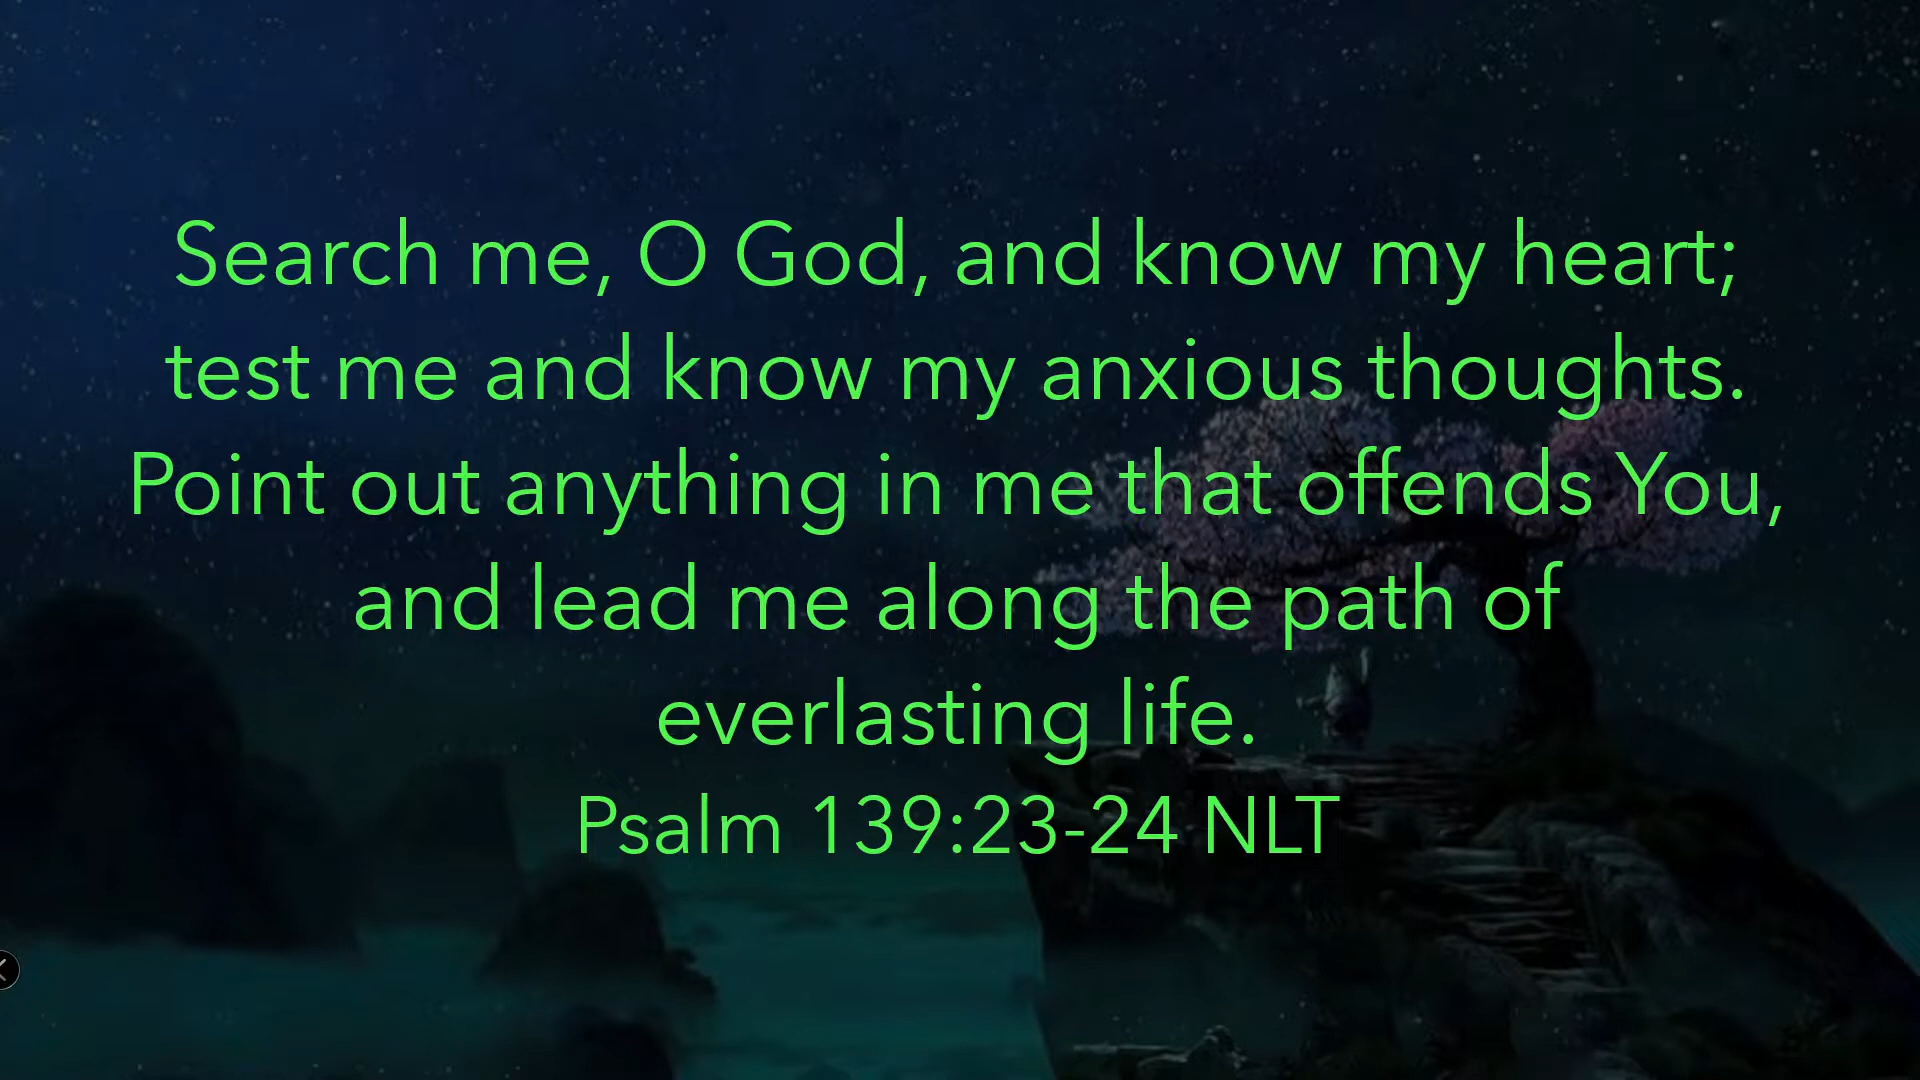 Search me, O God, and know my heart;
test me and know my anxious thoughts.
Point out anything in me that offends You,
and lead me along the path of
everlasting life.
Psalm 139:23-24 NLT